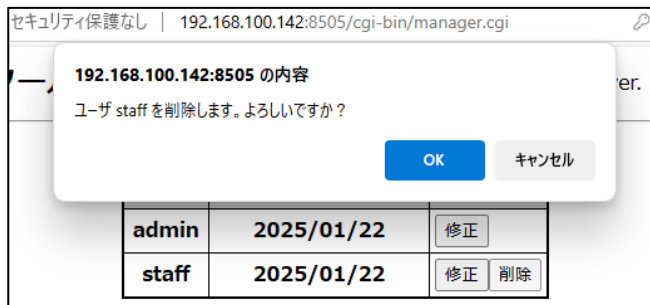 セキュリティ保護なし | 192.168.100.142:8505/cgi-bin/manager.cgi
192.168.100.142:8505 の内容
ユーザ staff を削除します。よろしいですか？
OK キャンセル
admin 2025/01/22 修正
staff 2025/01/22 修正 削除